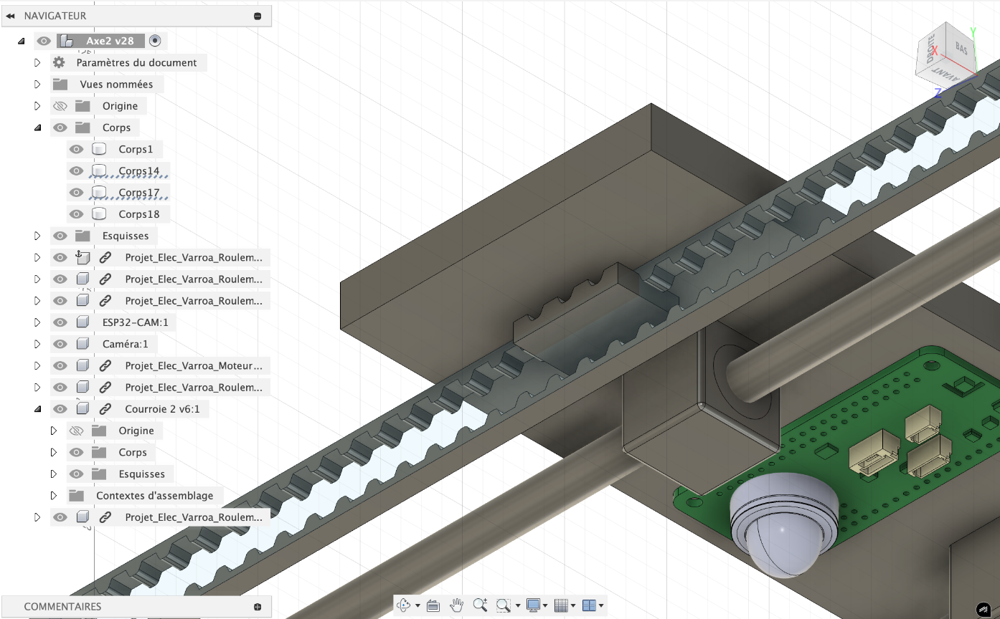 NAVIGATEUR
Axe2 v28
Paramètres du document
Vues nommées
Origine
Corps
Corps1
Corps14
Corps17
Corps18
Esquisses
Projet_Elec_Varroa_Roulem...
Projet_Elec_Varroa_Roulem...
Projet_Elec_Varroa_Roulem...
ESP32-CAM:1
Caméra:1
Projet_Elec_Varroa_Moteur...
Projet_Elec_Varroa_Roulem...
Courroie 2 v6:1
Origine
Corps
Esquisses
Contextes d'assemblage
Projet_Elec_Varroa_Roulem...
COMMENTAIRES
Y
X
Z
DROITE
BAS
AVANT